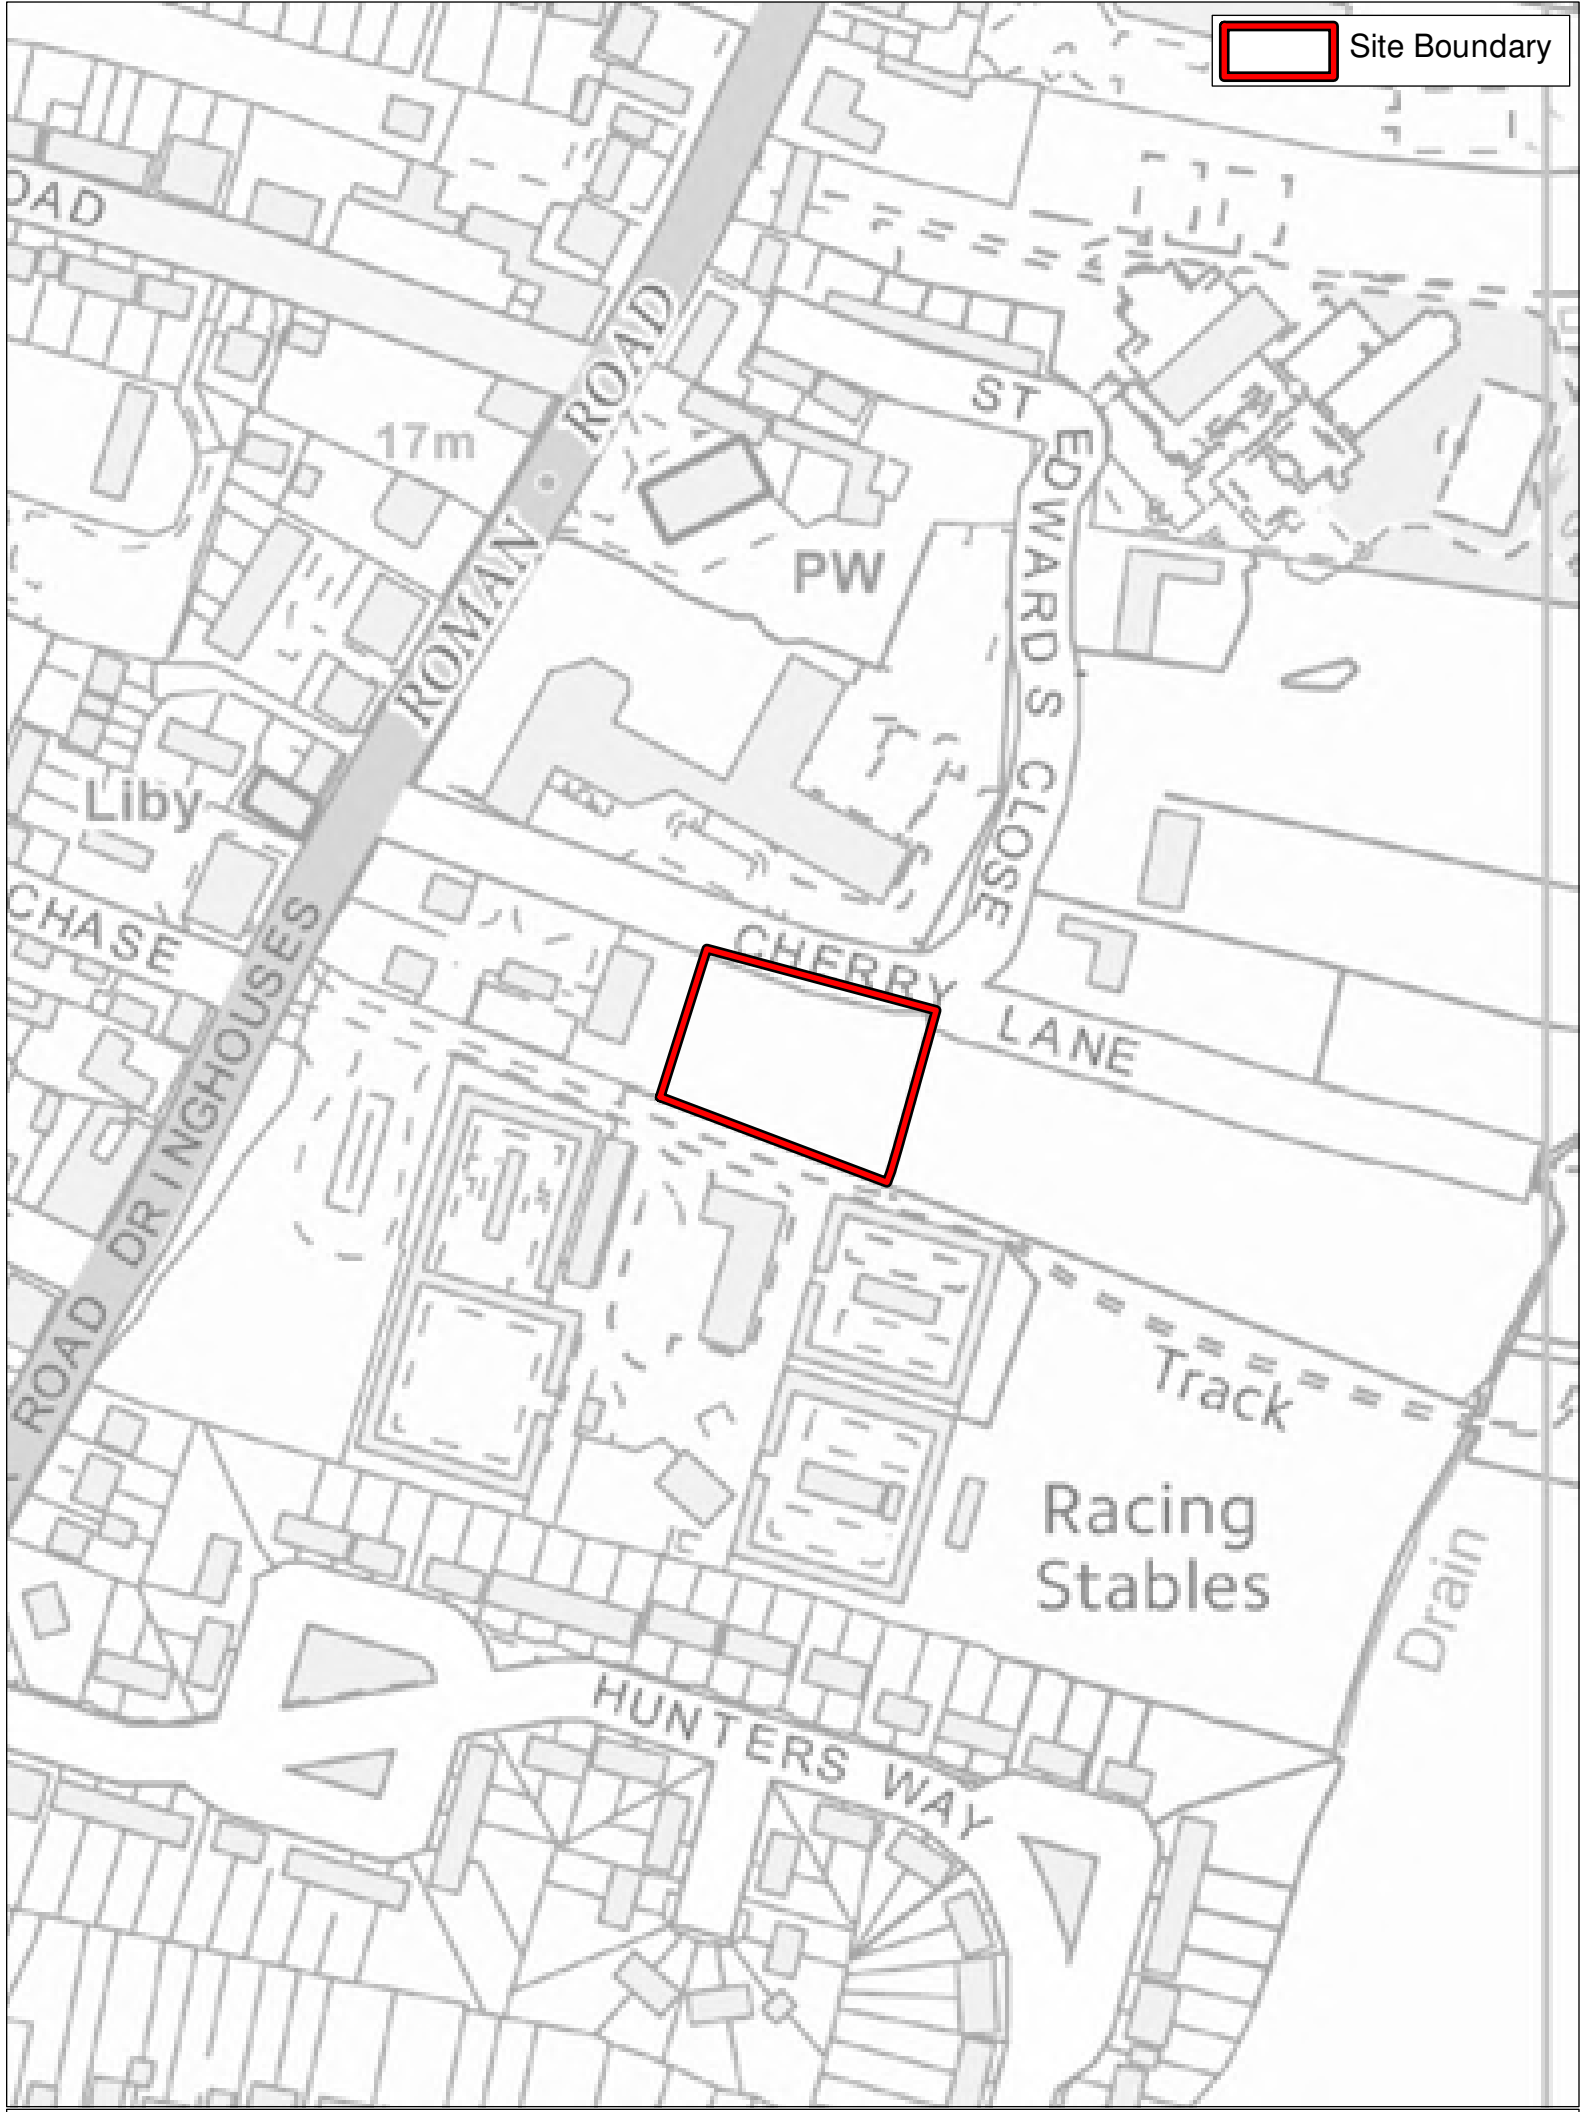 Site Boundary
OAD
ROMAN ROAD
17m
ST EDWARD S CLOSE
PW
Liby
CHASE
CHERRY LANE
ROAD DRINGHOUSES
Track
Racing
Stables
Drain
HUNTERS WAY